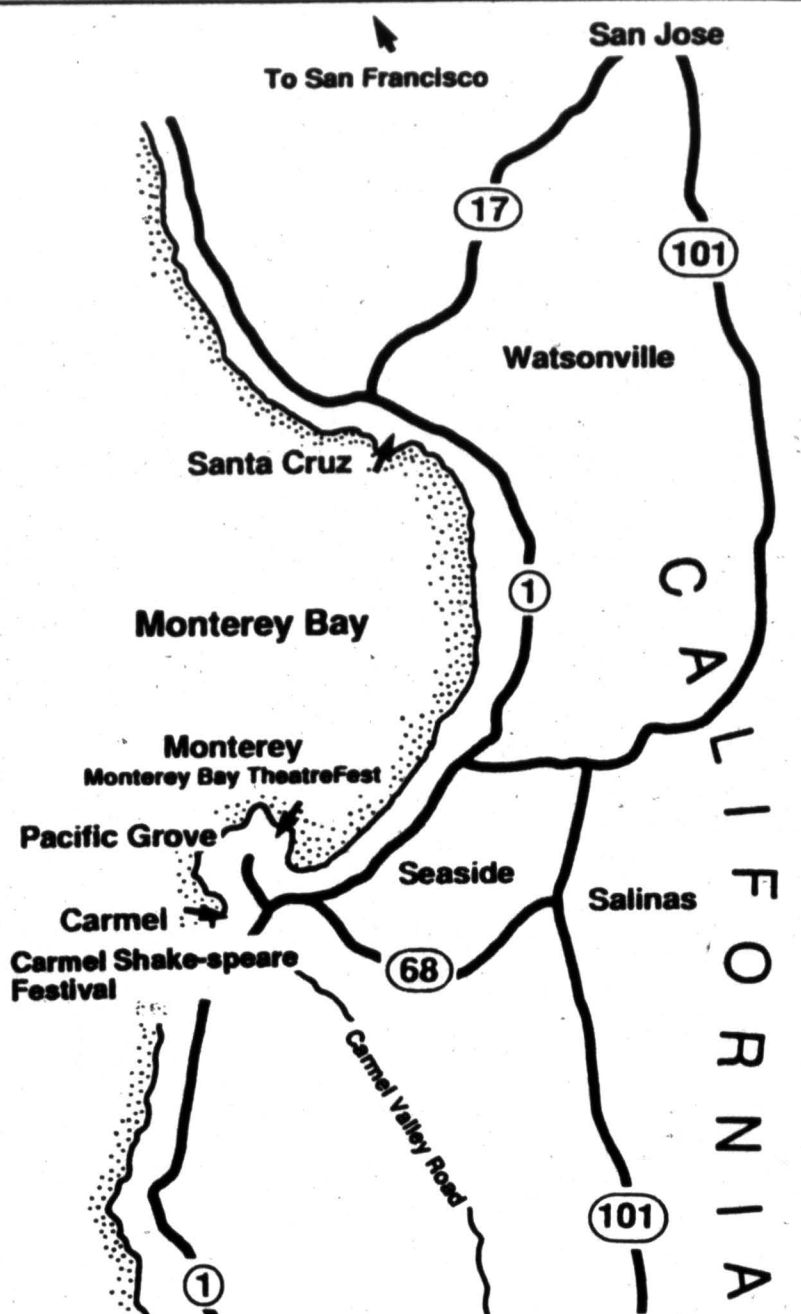 San Jose
To San Francisco
17
101
Watsonville
Santa Cruz
1
Monterey Bay
CALIFORNIA
Monterey
Monterey Bay TheatreFest
Pacific Grove
Seaside
Salinas
Carmel
68
Carmel Shake-speare
Festival
Carmel Valley Road
101
1